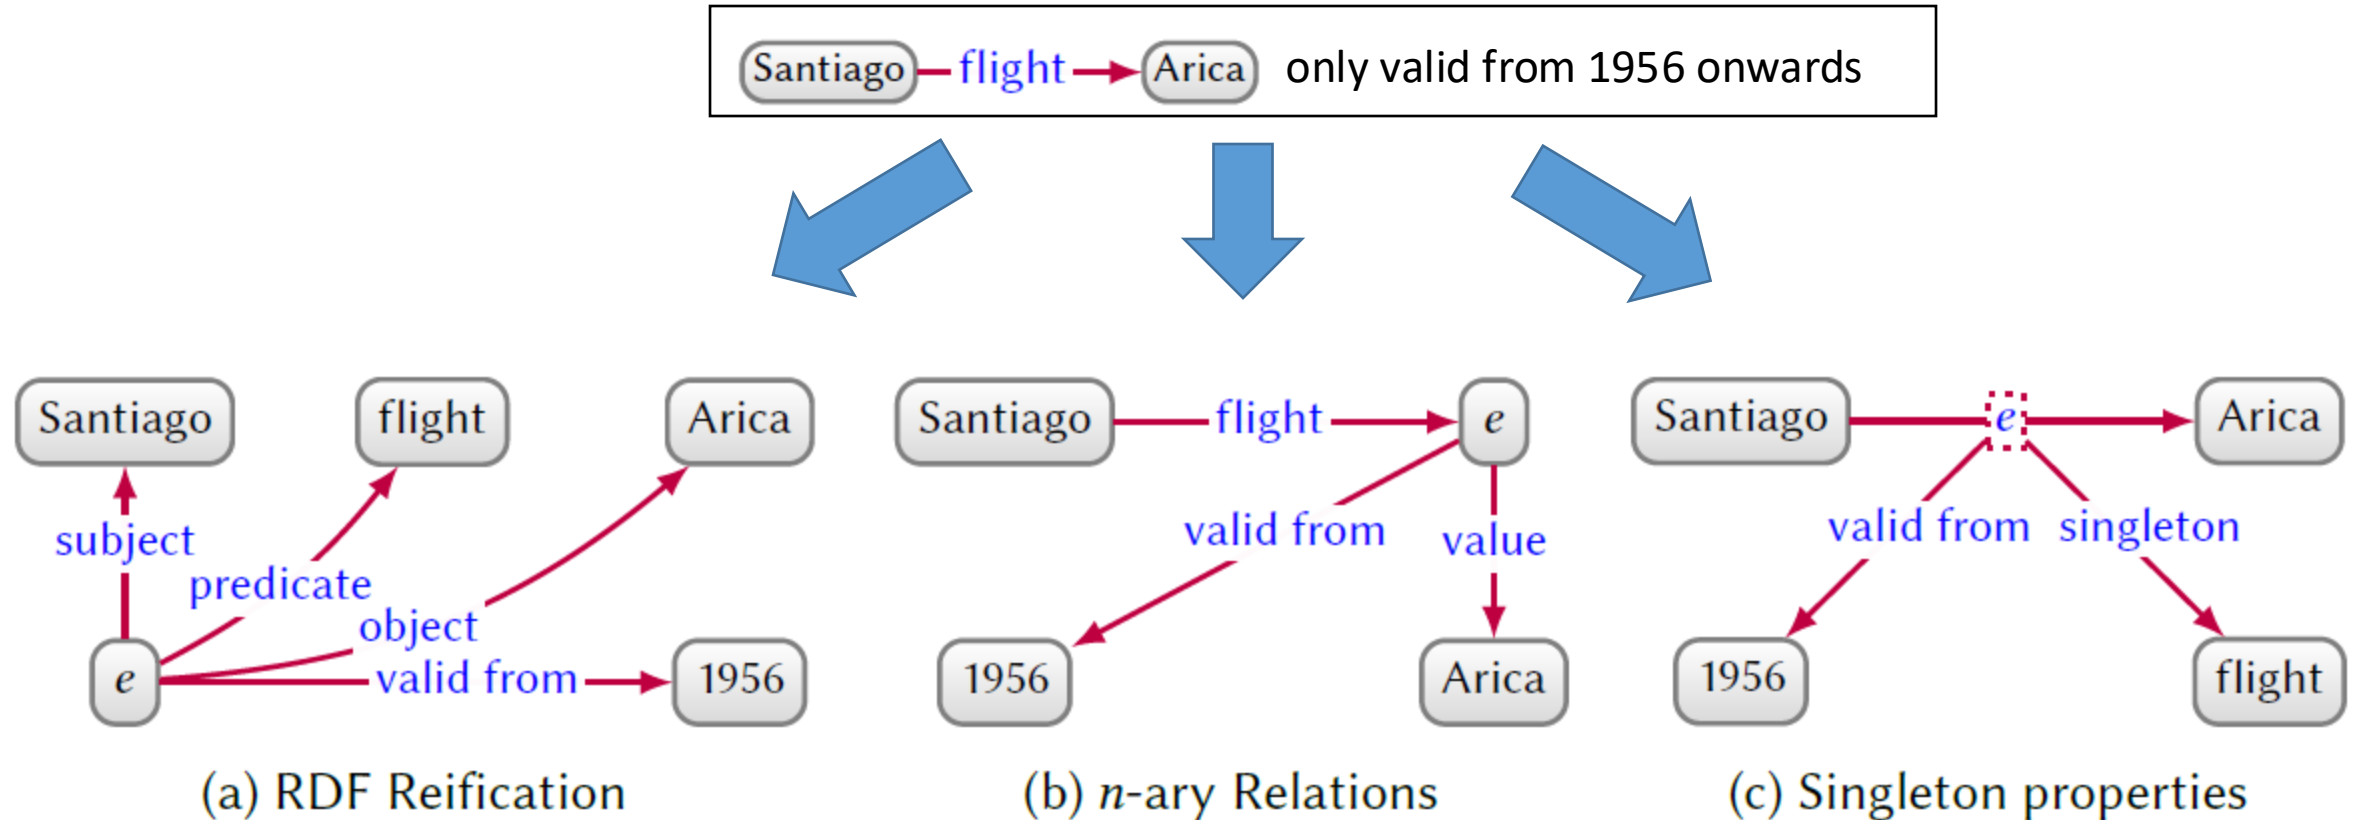 Santiago flight Arica only valid from 1956 onwards
Santiago flight Arica
subject
predicate
object
e valid from 1956
(a) RDF Reification
Santiago flight e
valid from value
1956 Arica
(b) n-ary Relations
Santiago e Arica
valid from singleton
1956 flight
(c) Singleton properties